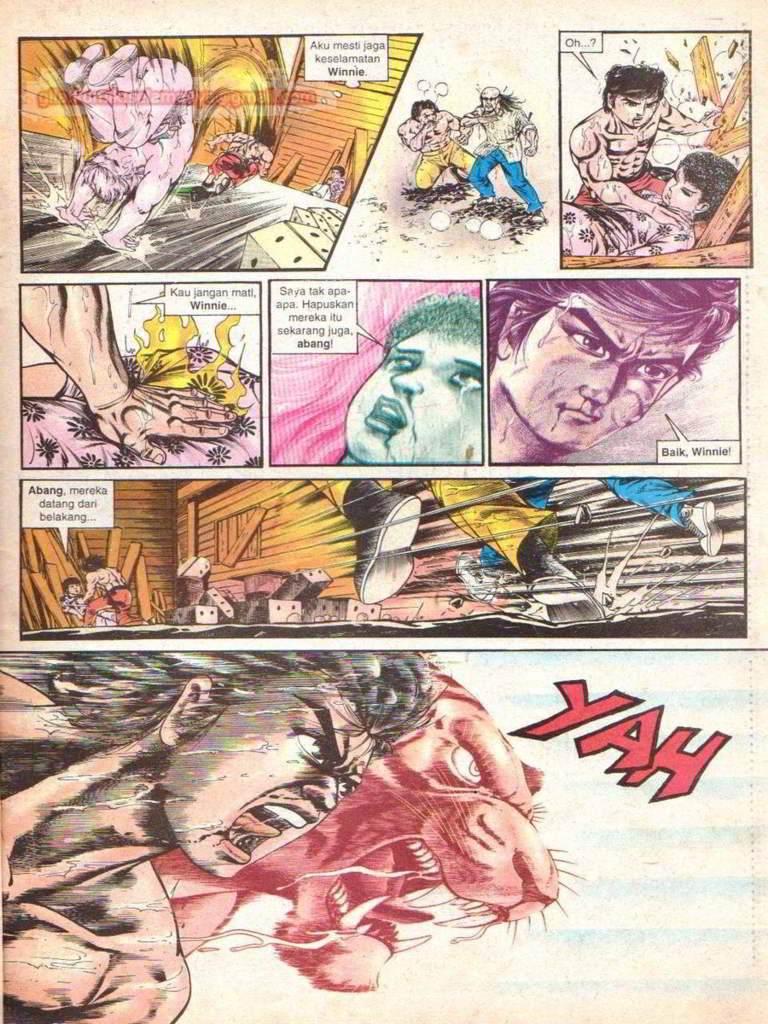 Aku mesti jaga
keselamatan
Winnie.
Oh...?
Kau jangan mati,
Winnie...
Saya tak apa-
apa. Hapuskan
mereka itu
sekarang juga,
abang!
Baik, Winnie!
Abang, mereka
datang dari
belakang...
YAH